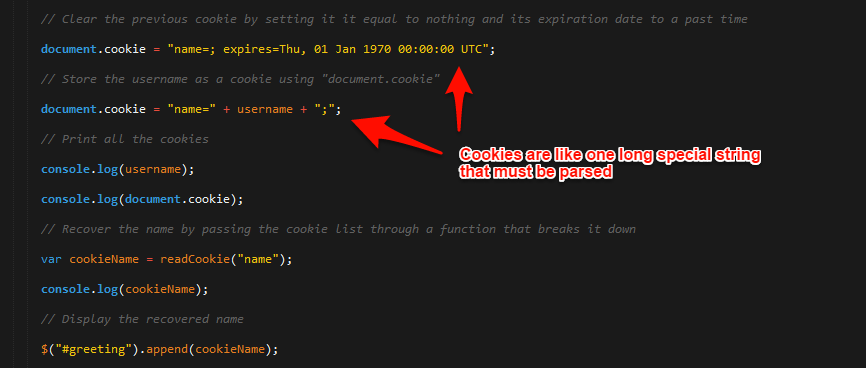 // Clear the previous cookie by setting it it equal to nothing and its expiration date to a past time
document.cookie = "name=; expires=Thu, 01 Jan 1970 00:00:00 UTC";
// Store the username as a cookie using "document.cookie"
document.cookie = "name=" + username + ";";
// Print all the cookies
console.log(username);
Cookies are like one long special string
that must be parsed
console.log(document.cookie);
// Recover the name by passing the cookie list through a function that breaks it down
var cookieName = readCookie("name");
console.log(cookieName);
// Display the recovered name
$("#greeting").append(cookieName);